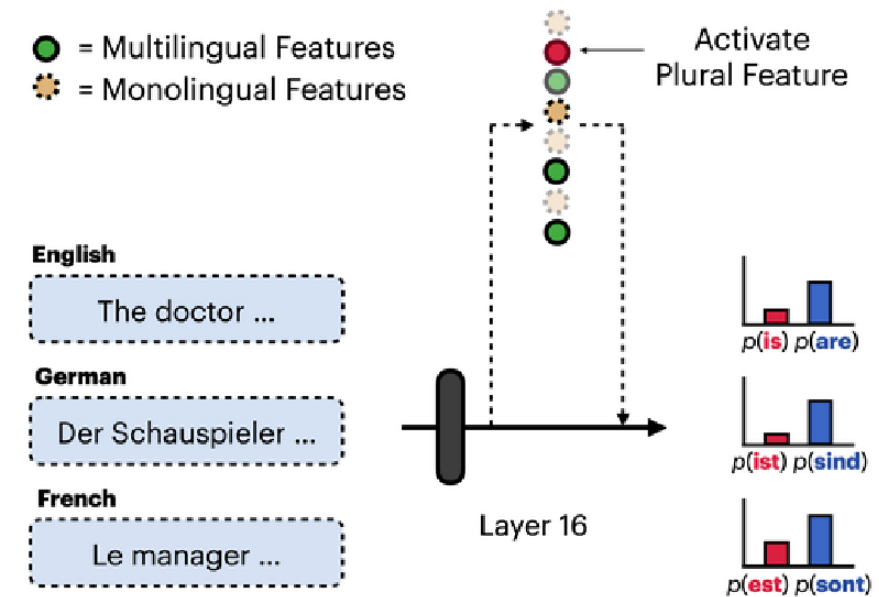 = Multilingual Features
= Monolingual Features
Activate
Plural Feature
English
The doctor ...
German
Der Schauspieler ...
French
Le manager ...
Layer 16
p(is) p(are)
p(ist) p(sind)
p(est) p(sont)